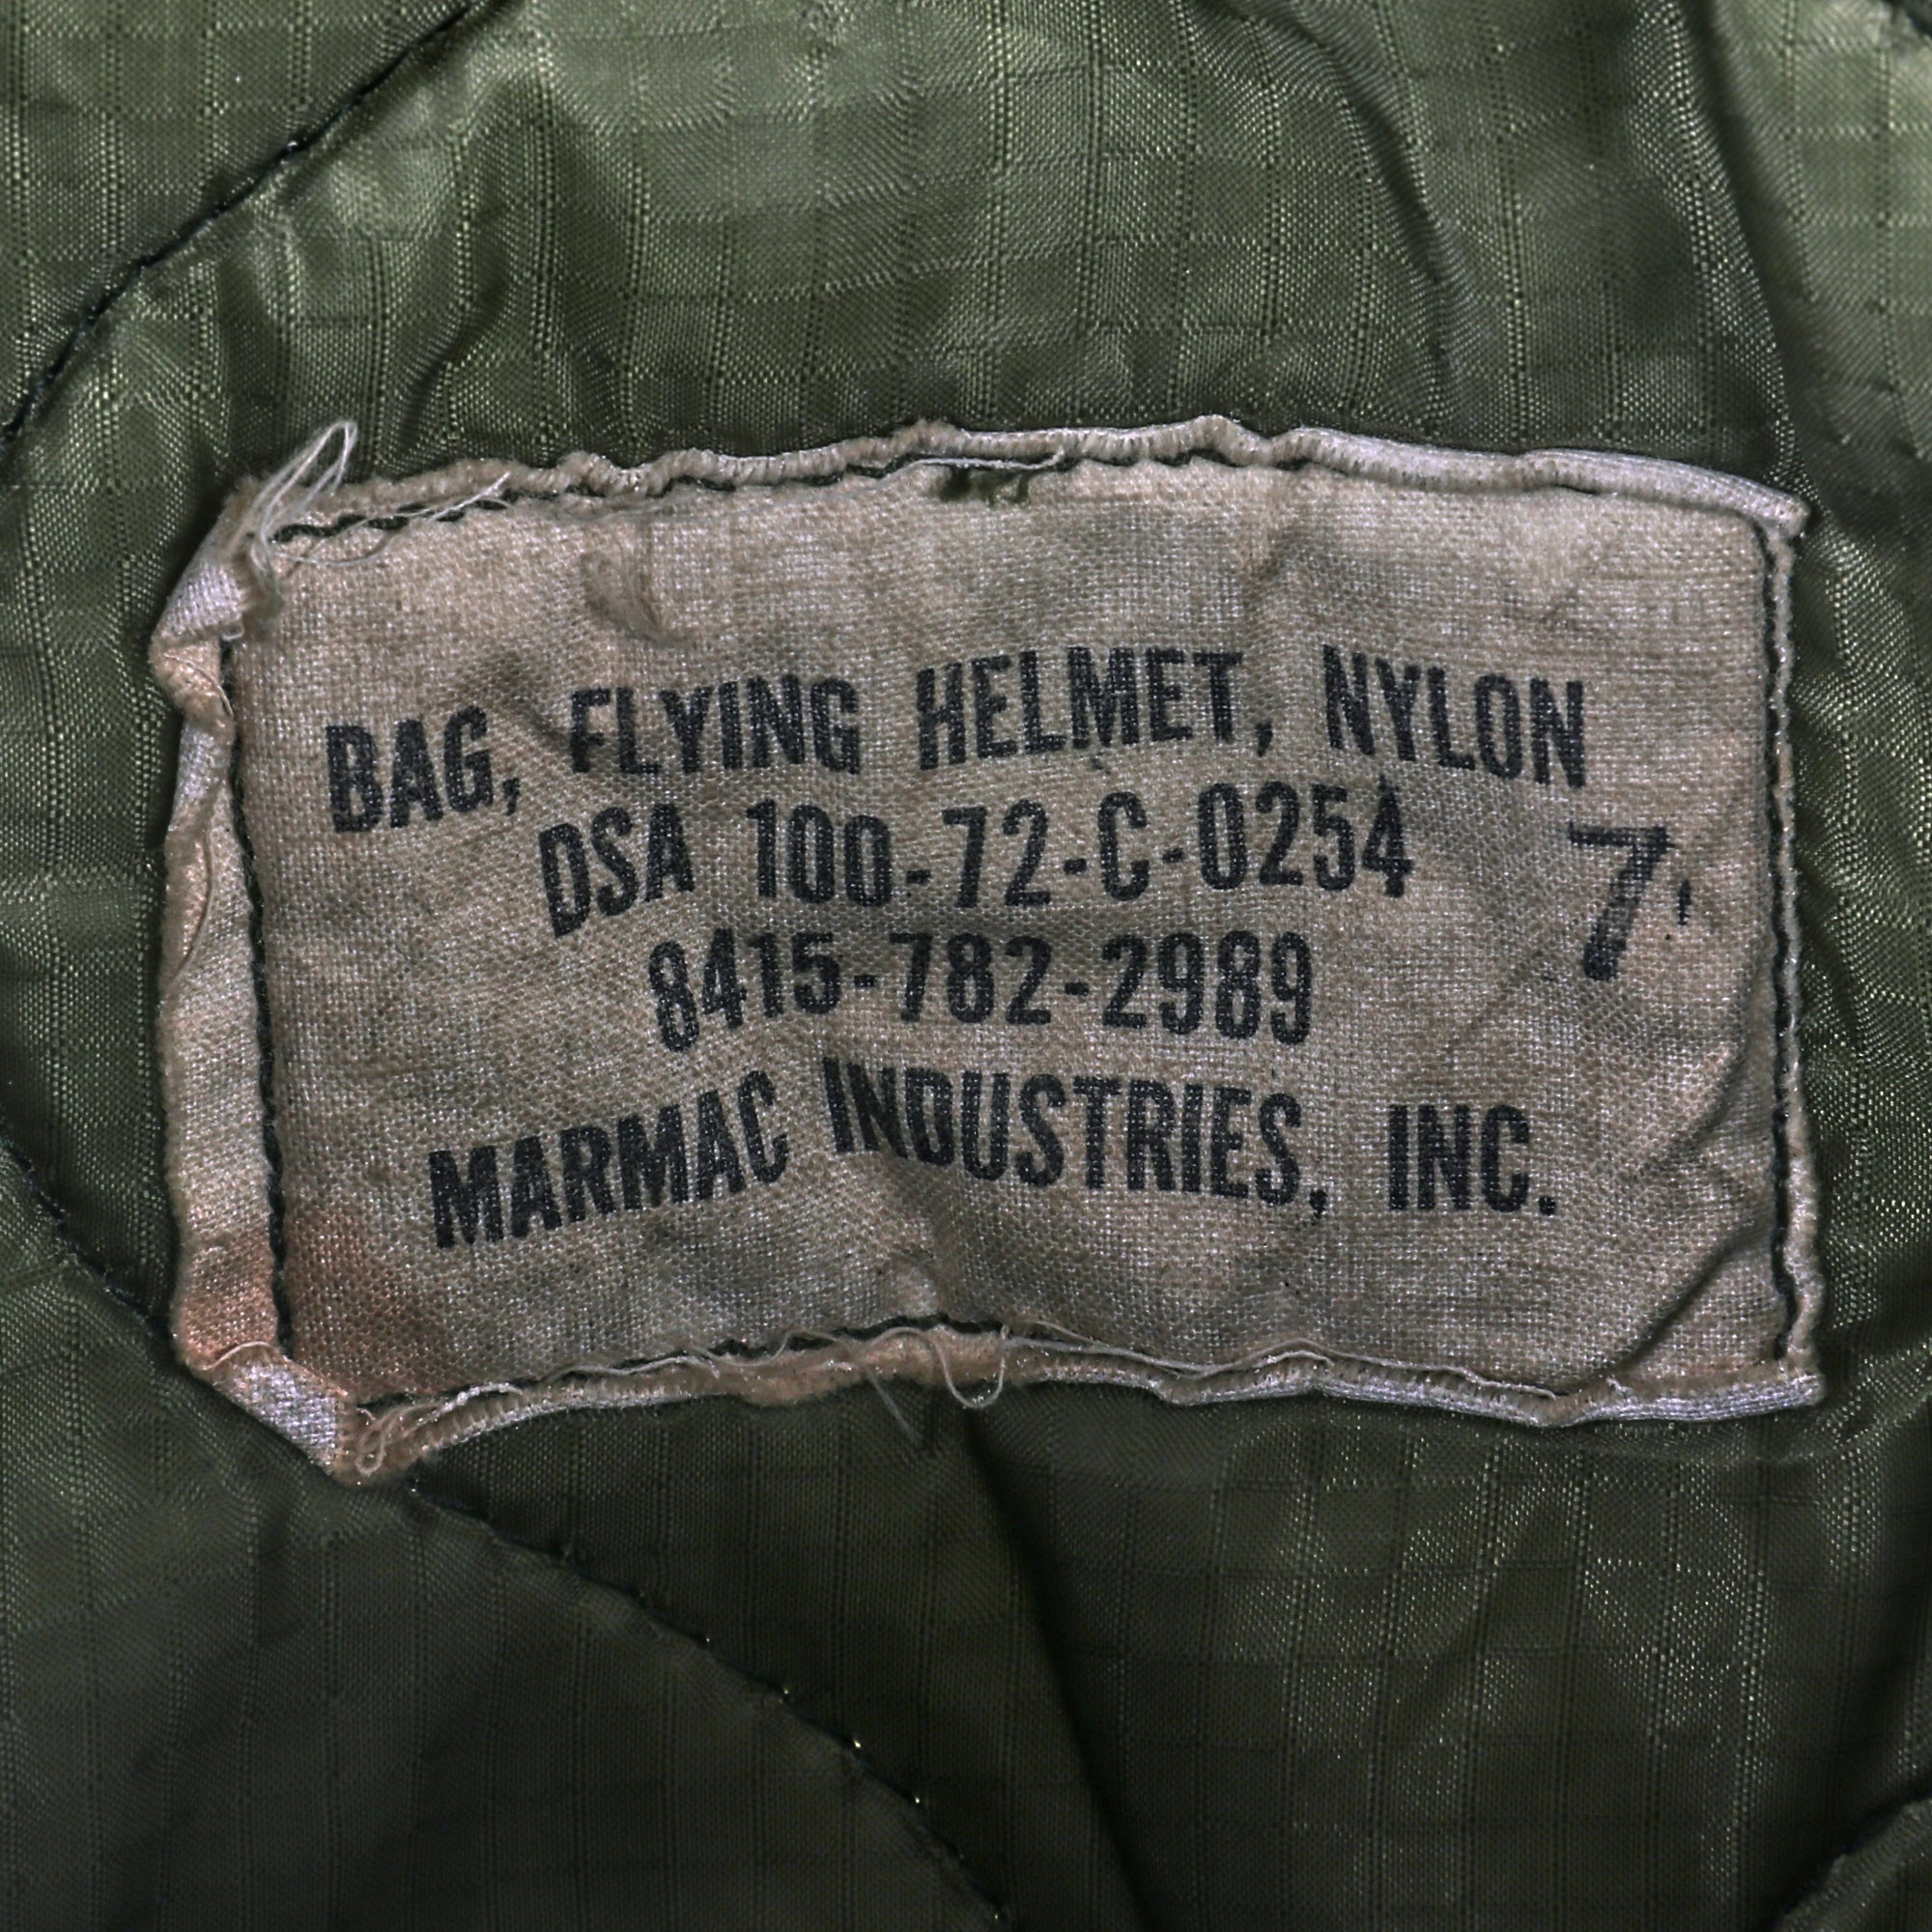 BAG, FLYING HELMET, NYLON
DSA 100-72-C-0254
7
8415-782-2989
MARMAC INDUSTRIES, INC.